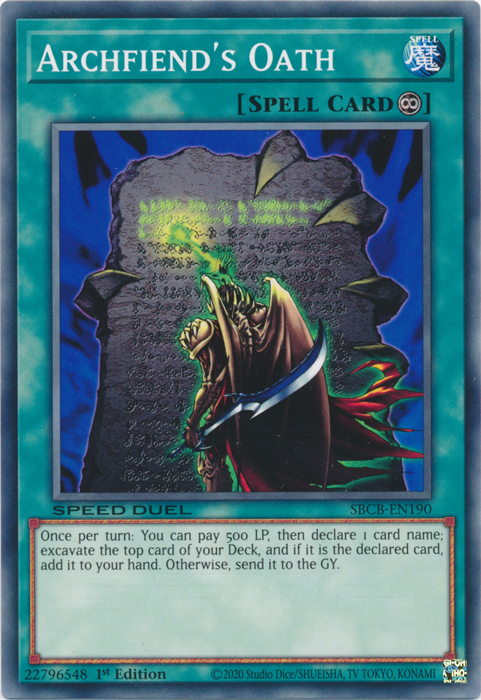 ARCHFIEND'S OATH
SPELL
魔
[SPELL CARD]
SPEED DUEL
SBCB-EN190
Once per turn: You can pay 500 LP, then declare 1 card name;
excavate the top card of your Deck, and if it is the declared card,
add it to your hand. Otherwise, send it to the GY.
22796548 1st Edition ©2020 Studio Dice/SHUEISHA, TV TOKYO, KONAMI